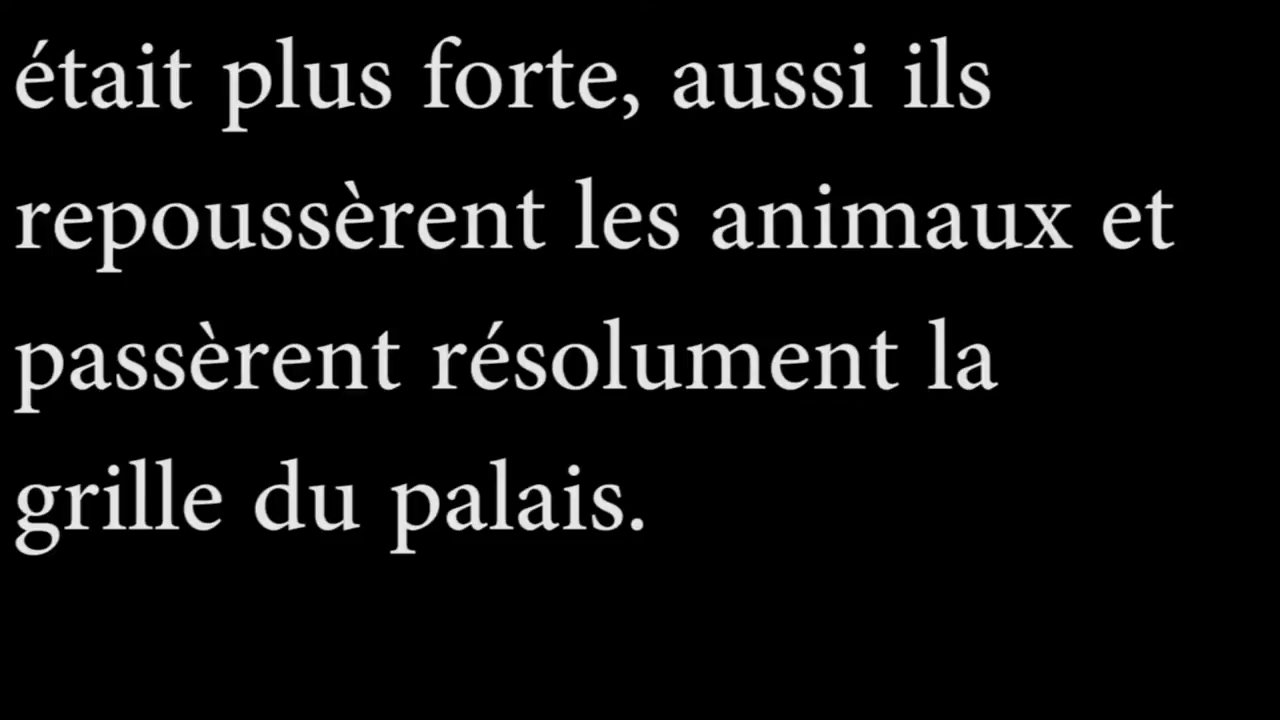 était plus forte, aussi ils
repoussèrent les animaux et
passèrent résolument la
grille du palais.